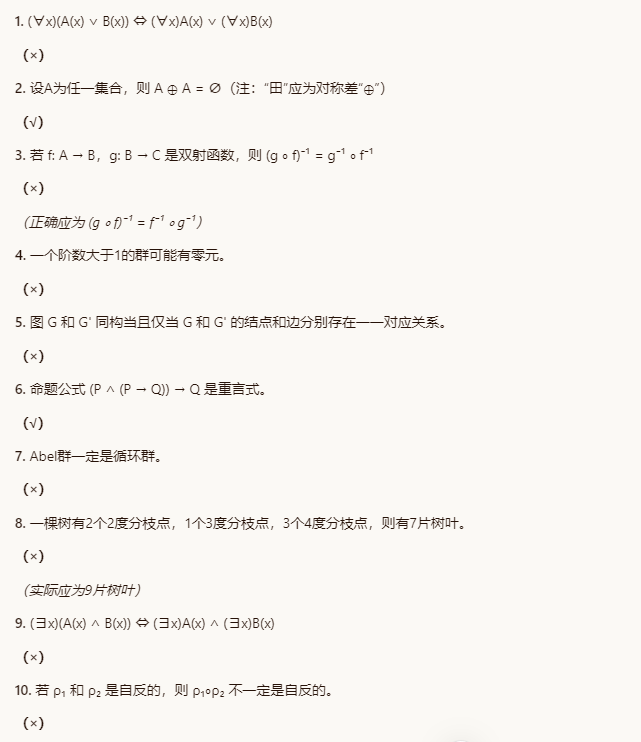 1. (∀x)(A(x) ∨ B(x)) ⇔ (∀x)A(x) ∨ (∀x)B(x)
(×)
2. 设A为任一集合，则 A ⊕ A = ∅（注：“田”应为对称差“⊕”）
(√)
3. 若 f: A → B，g: B → C 是双射函数，则 (g ∘ f)⁻¹ = g⁻¹ ∘ f⁻¹
(×)
（正确应为 (g ∘ f)⁻¹ = f⁻¹ ∘ g⁻¹）
4. 一个阶数大于1的群可能有零元。
(×)
5. 图 G 和 G' 同构当且仅当 G 和 G' 的结点和边分别存在一一对应关系。
(×)
6. 命题公式 (P ∧ (P → Q)) → Q 是重言式。
(√)
7. Abel群一定是循环群。
(×)
8. 一棵树有2个2度分枝点，1个3度分枝点，3个4度分枝点，则有7片树叶。
(×)
（实际应为9片树叶）
9. (∃x)(A(x) ∧ B(x)) ⇔ (∃x)A(x) ∧ (∃x)B(x)
(×)
10. 若 ρ₁ 和 ρ₂ 是自反的，则 ρ₁∘ρ₂ 不一定是自反的。
(×)